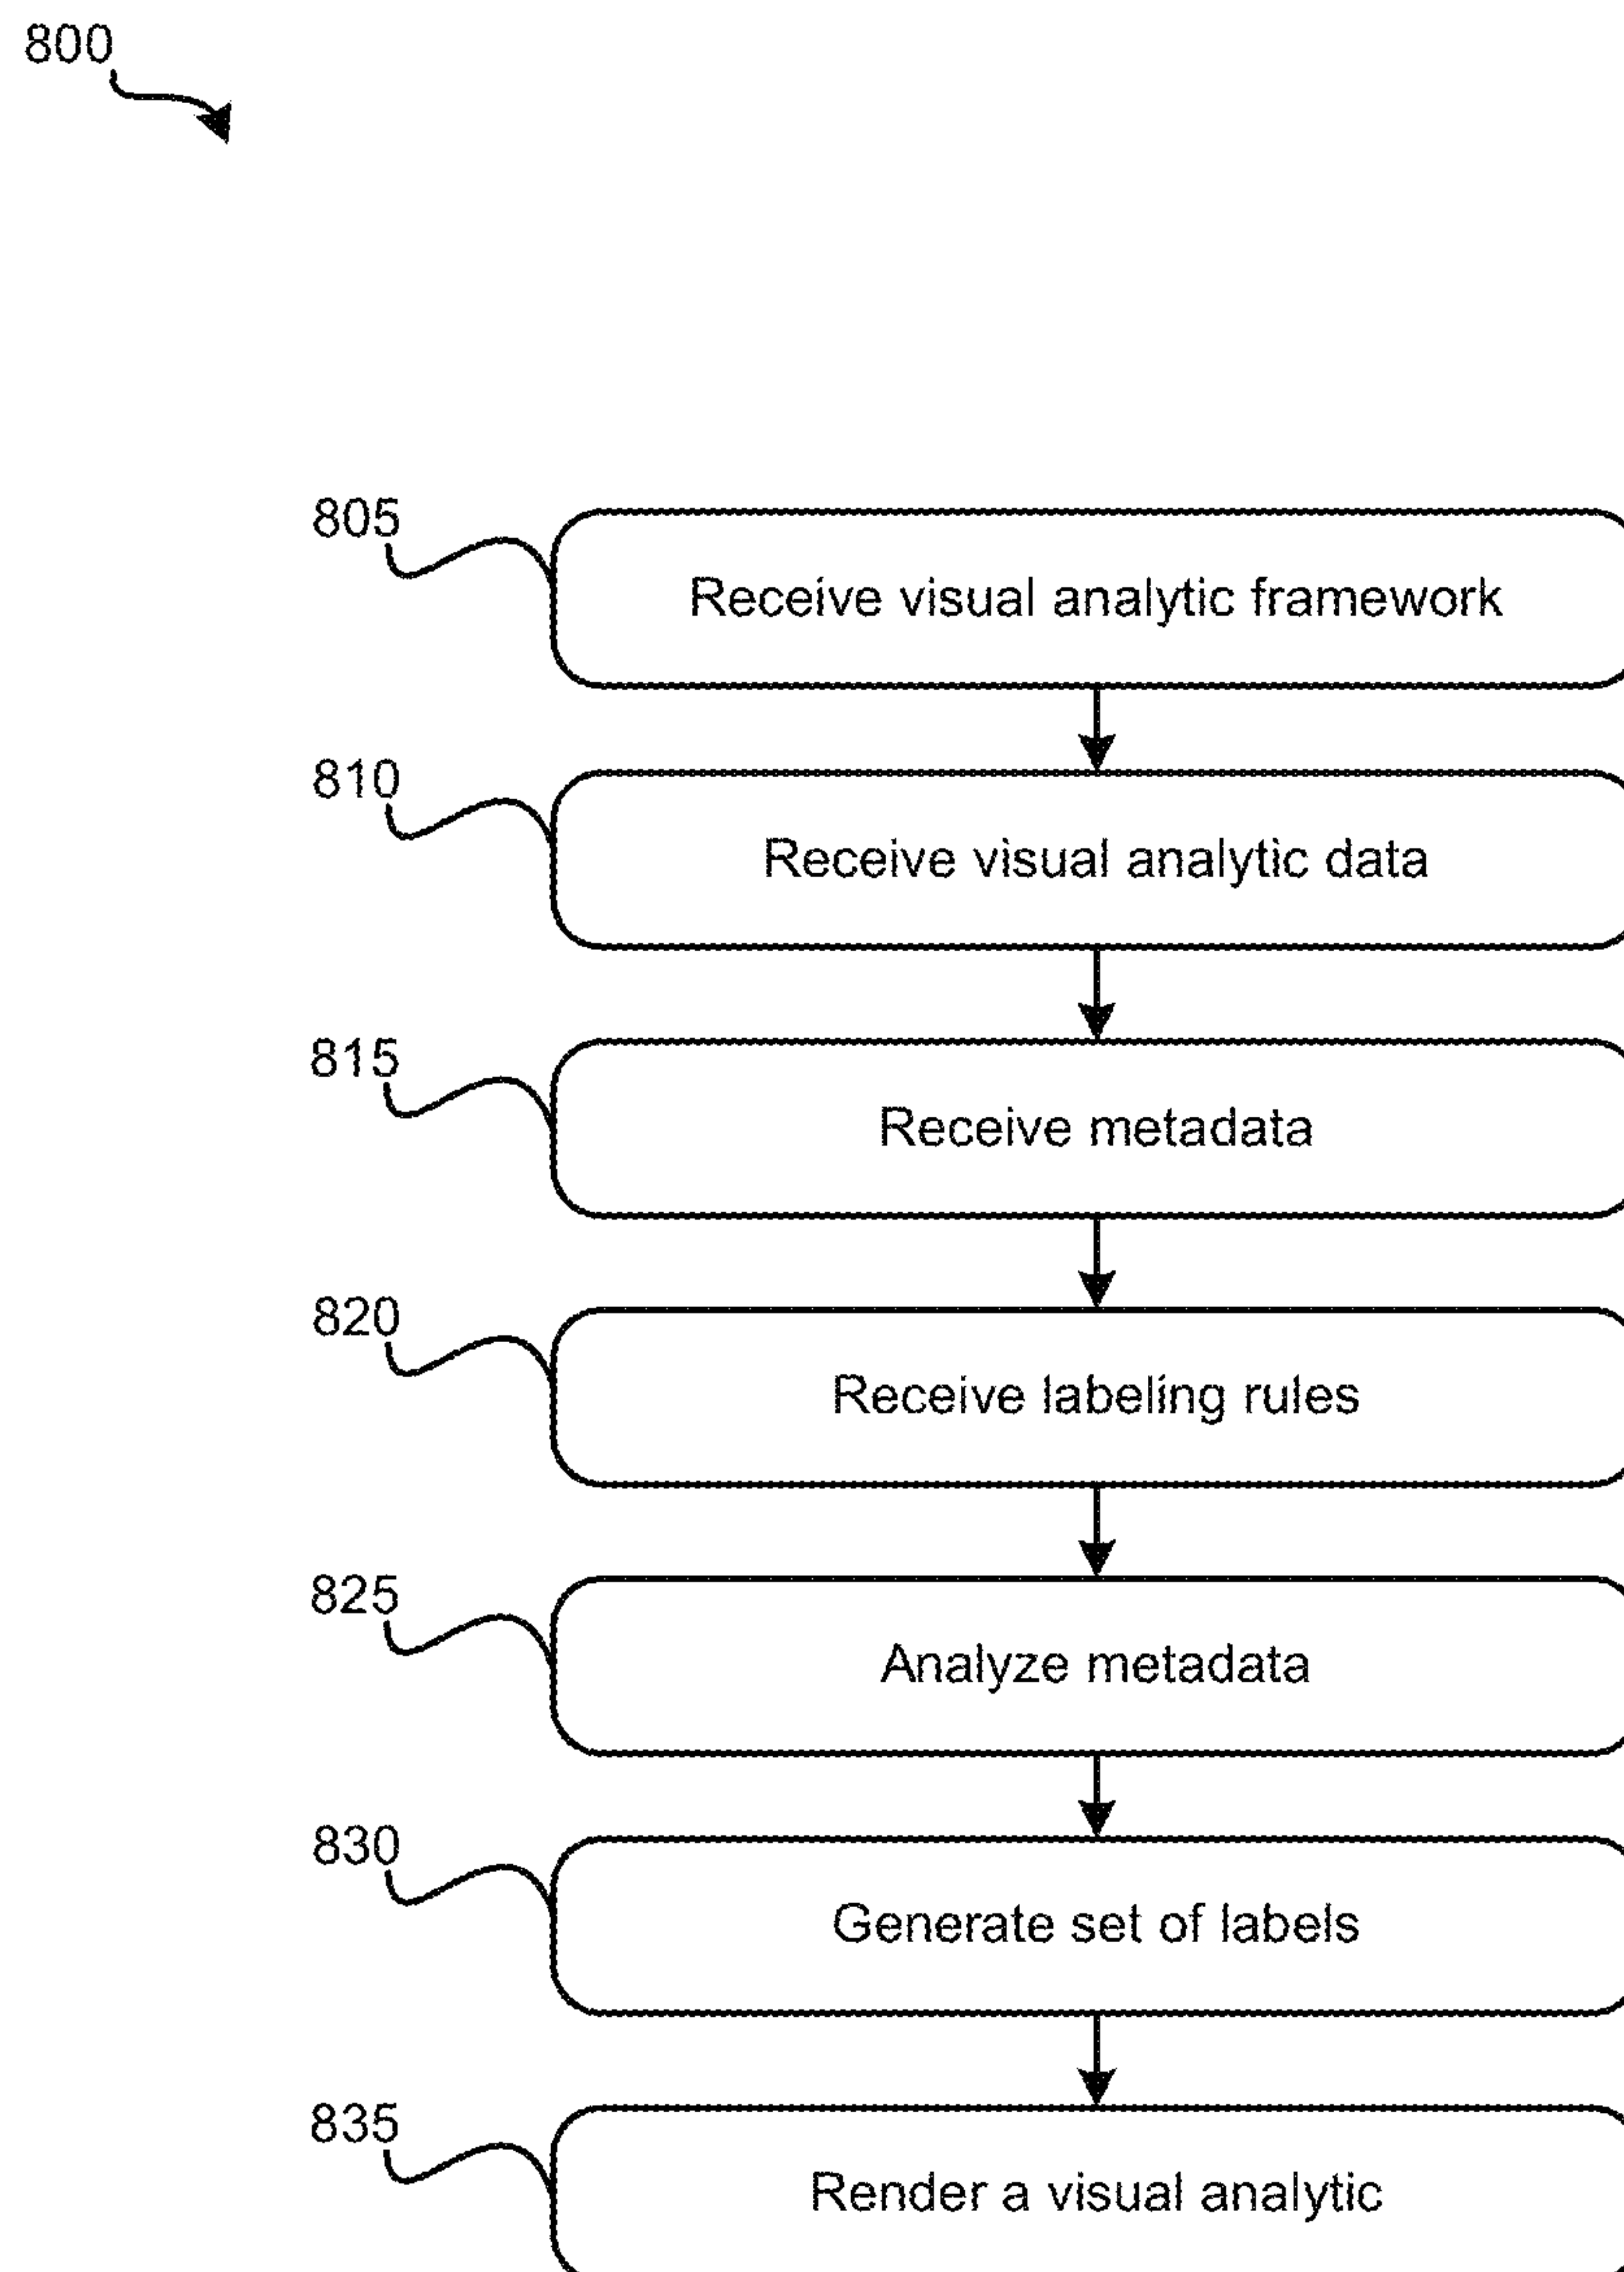 800
805
Receive visual analytic framework
810
Receive visual analytic data
815
Receive metadata
820
Receive labeling rules
825
Analyze metadata
830
Generate set of labels
835
Render a visual analytic